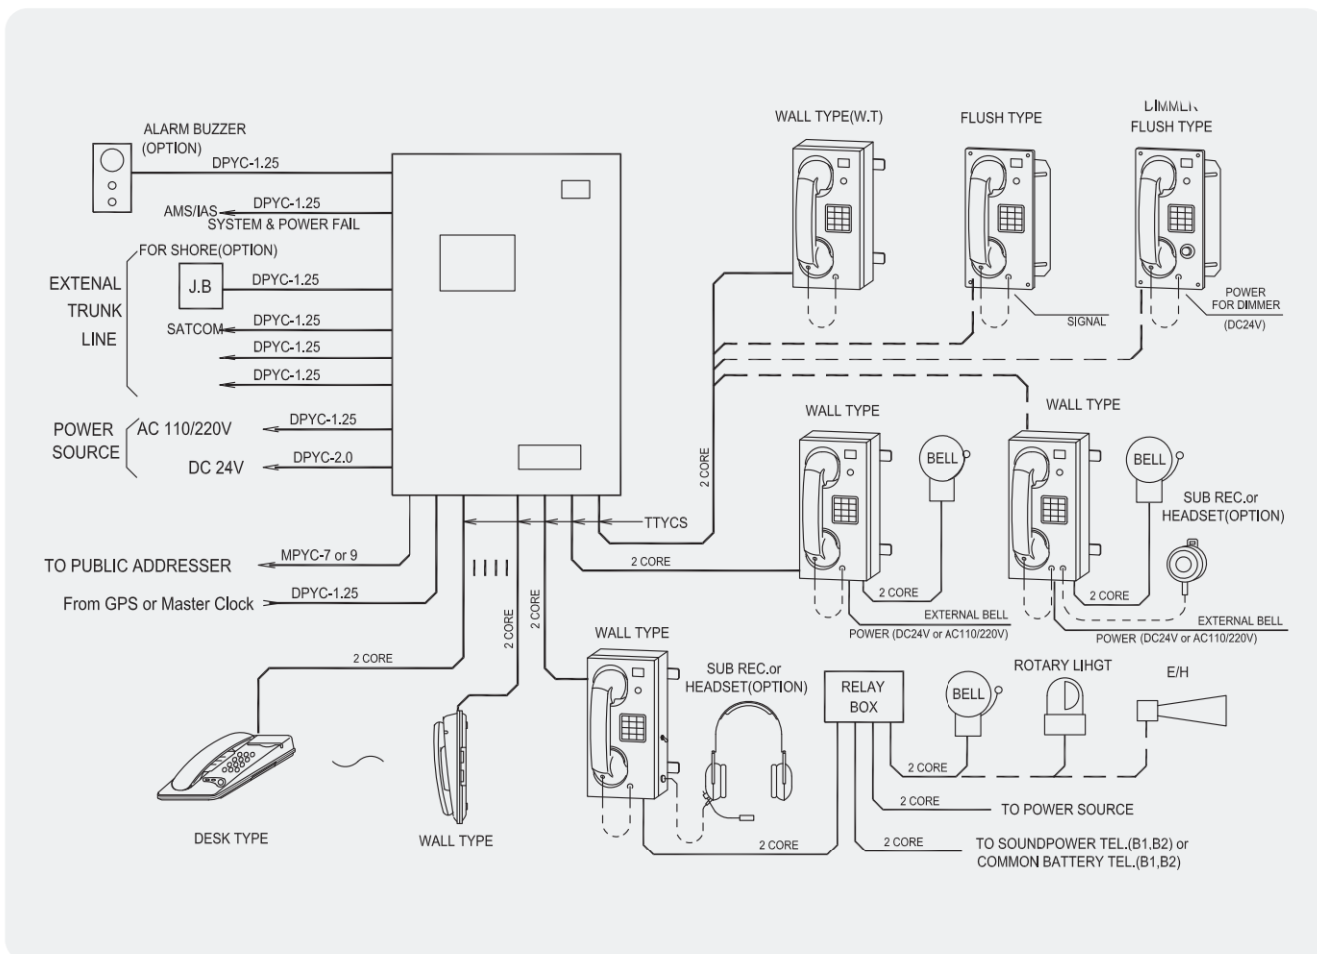 ALARM BUZZER
(OPTION)
DPYC-1.25
AMS/IAS
DPYC-1.25
SYSTEM & POWER FAIL
FOR SHORE(OPTION)
EXTENAL
TRUNK
LINE
J.B
DPYC-1.25
SATCOM
DPYC-1.25
DPYC-1.25
DPYC-1.25
POWER
SOURCE
AC 110/220V
DPYC-1.25
DC 24V
DPYC-2.0
TO PUBLIC ADDRESSER
MPYC-7 or 9
From GPS or Master Clock
DPYC-1.25
TTYCS
2 CORE
DESK TYPE
2 CORE
WALL TYPE
2 CORE
WALL TYPE
SUB REC.or
HEADSET(OPTION)
2 CORE
WALL TYPE(W.T)
FLUSH TYPE
SIGNAL
DIMMER
FLUSH TYPE
POWER
FOR DIMMER
(DC24V)
2 CORE
2 CORE
WALL TYPE
BELL
2 CORE
EXTERNAL BELL
POWER (DC24V or AC110/220V)
WALL TYPE
BELL
SUB REC.or
HEADSET(OPTION)
2 CORE
EXTERNAL BELL
POWER (DC24V or AC110/220V)
RELAY
BOX
BELL
ROTARY LIHGT
E/H
2 CORE
2 CORE
TO POWER SOURCE
2 CORE
TO SOUNDPOWER TEL.(B1,B2) or
COMMON BATTERY TEL.(B1,B2)